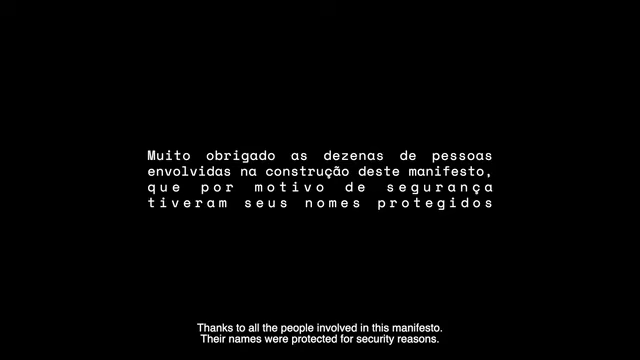 Muito obrigado as dezenas de pessoas
envolvidas na construção deste manifesto,
que por motivo de segurança
tiveram seus nomes protegidos
Thanks to all the people involved in this manifesto.
Their names were protected for security reasons.